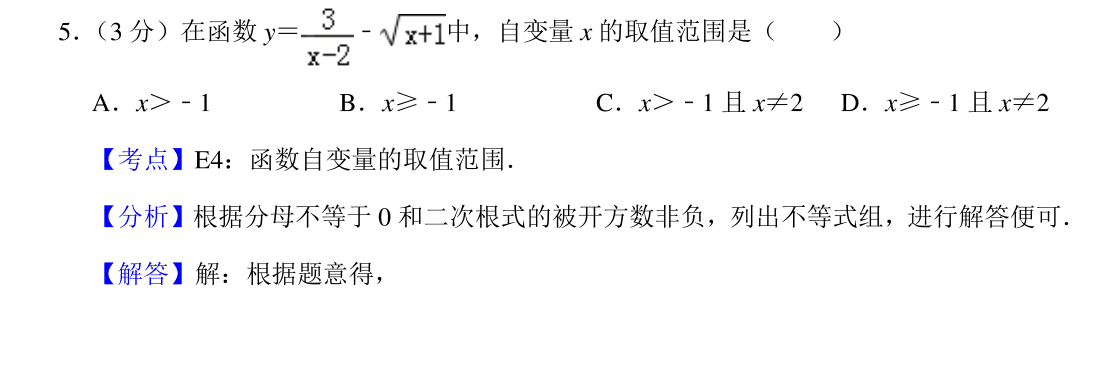 5．（3 分）在函数 y＝3/(x−2)﹣√(x+1)中，自变量 x 的取值范围是（　　）
A．x＞﹣1 B．x≥﹣1 C．x＞﹣1 且 x≠2 D．x≥﹣1 且 x≠2
【考点】E4：函数自变量的取值范围．
【分析】根据分母不等于 0 和二次根式的被开方数非负，列出不等式组，进行解答便可．
【解答】解：根据题意得，